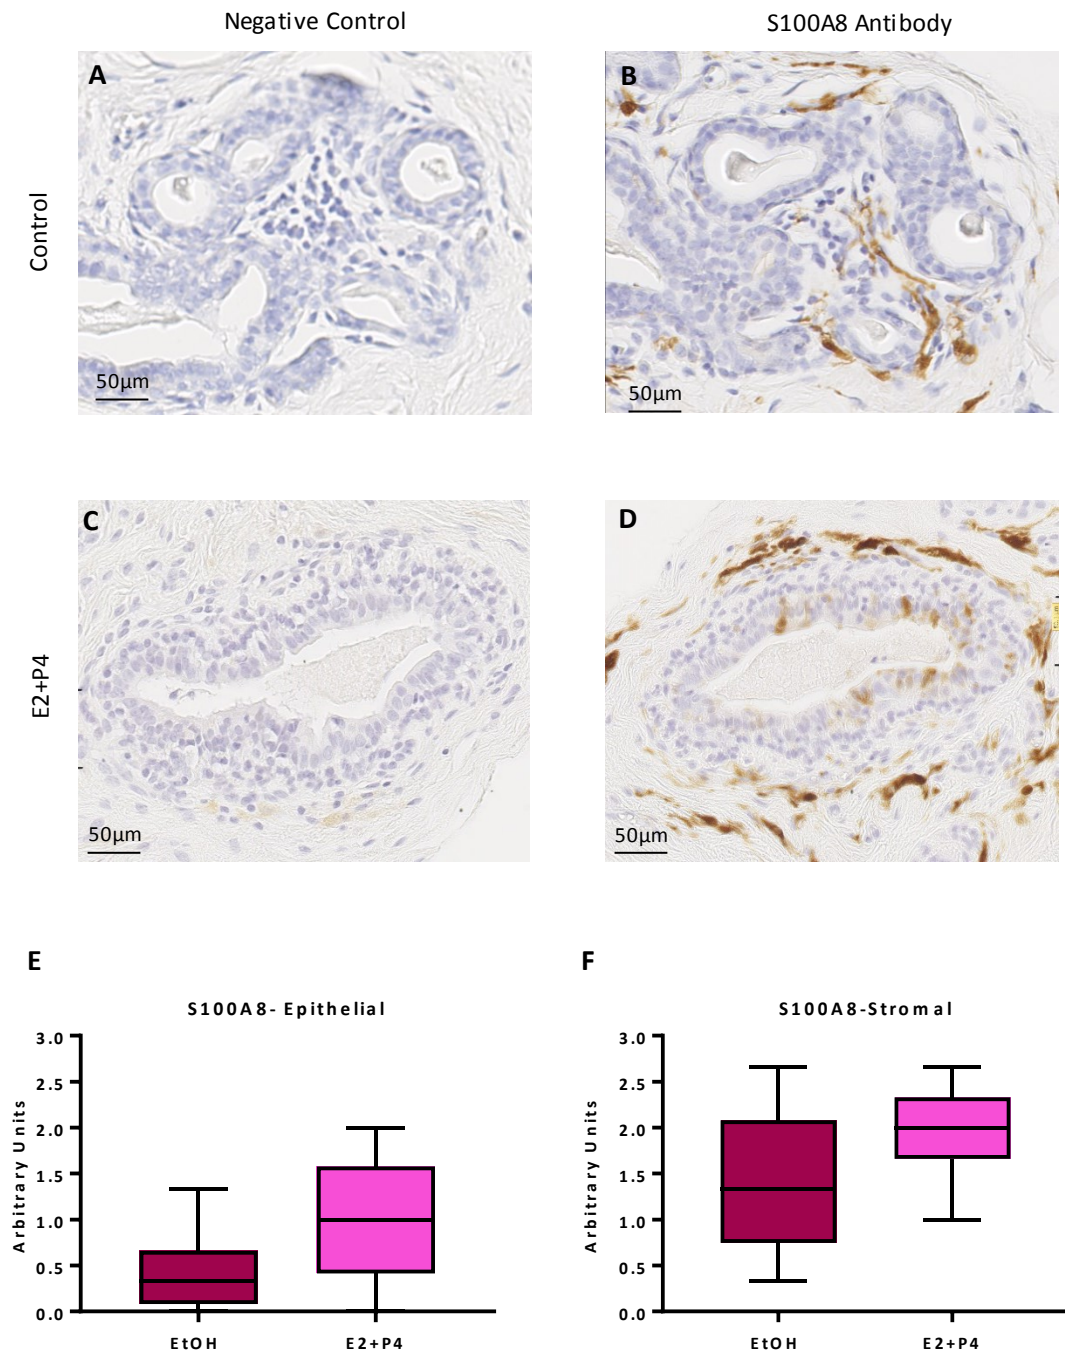 Negative Control
S100A8 Antibody
Control
A
B
50µm
50µm
E2+P4
C
D
50µm
50µm
E
F
S100A8- Epithelial
S100A8-Stromal
Arbitrary Units
3.0
2.5
2.0
1.5
1.0
0.5
0.0
EtOH
E2+P4
Arbitrary Units
3.0
2.5
2.0
1.5
1.0
0.5
0.0
EtOH
E2+P4